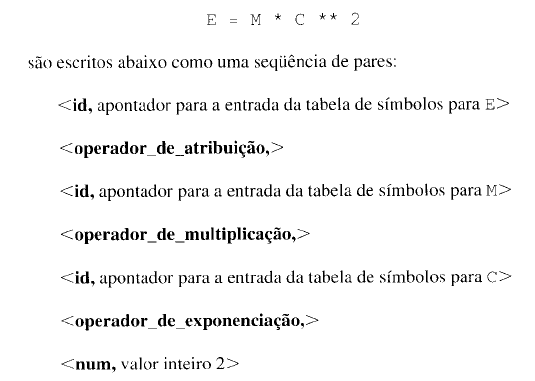 E = M * C ** 2
são escritos abaixo como uma seqüência de pares:
<id, apontador para a entrada da tabela de símbolos para E>
<operador_de_atribuição,>
<id, apontador para a entrada da tabela de símbolos para M>
<operador_de_multiplicação,>
<id, apontador para a entrada da tabela de símbolos para C>
<operador_de_exponenciação,>
<num, valor inteiro 2>